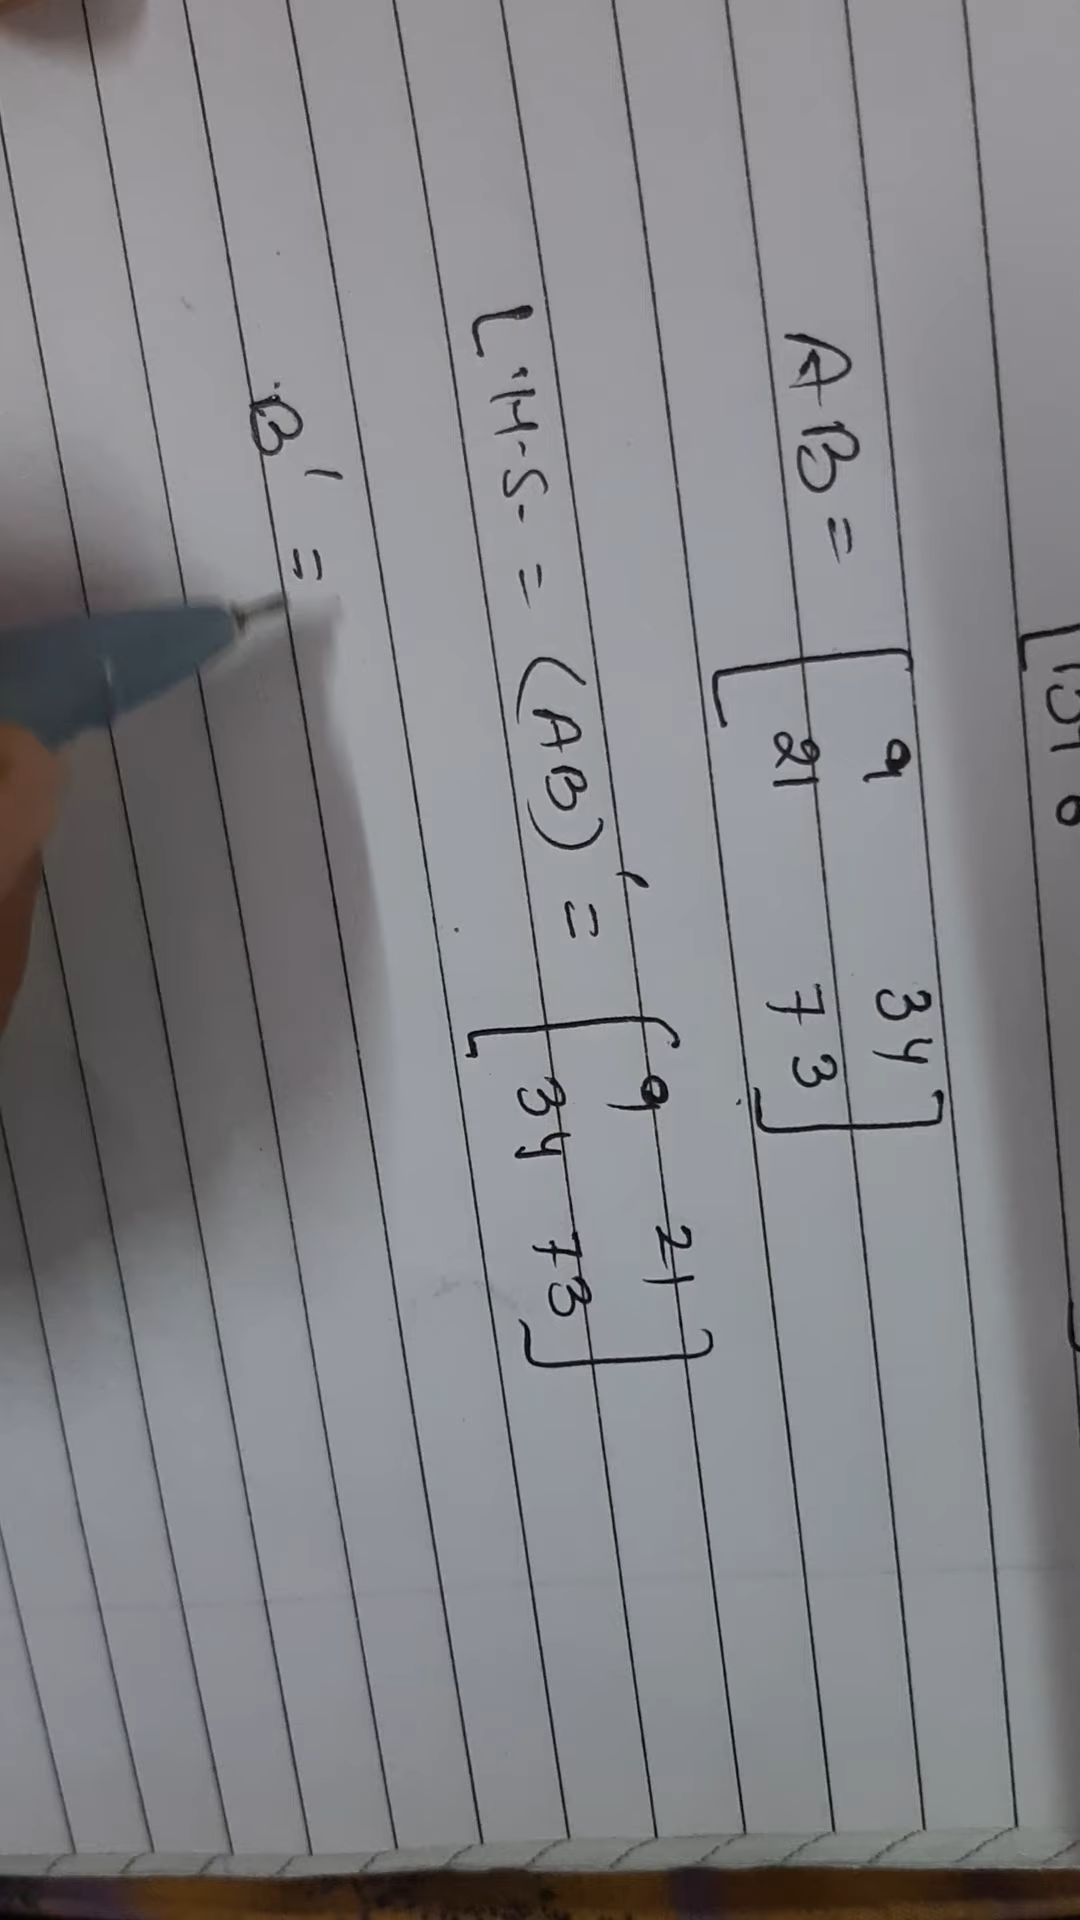 AB = [ 9 34
21 73 ]
L.H.S. = (AB)' = [ 9 21
34 73 ]
B' =